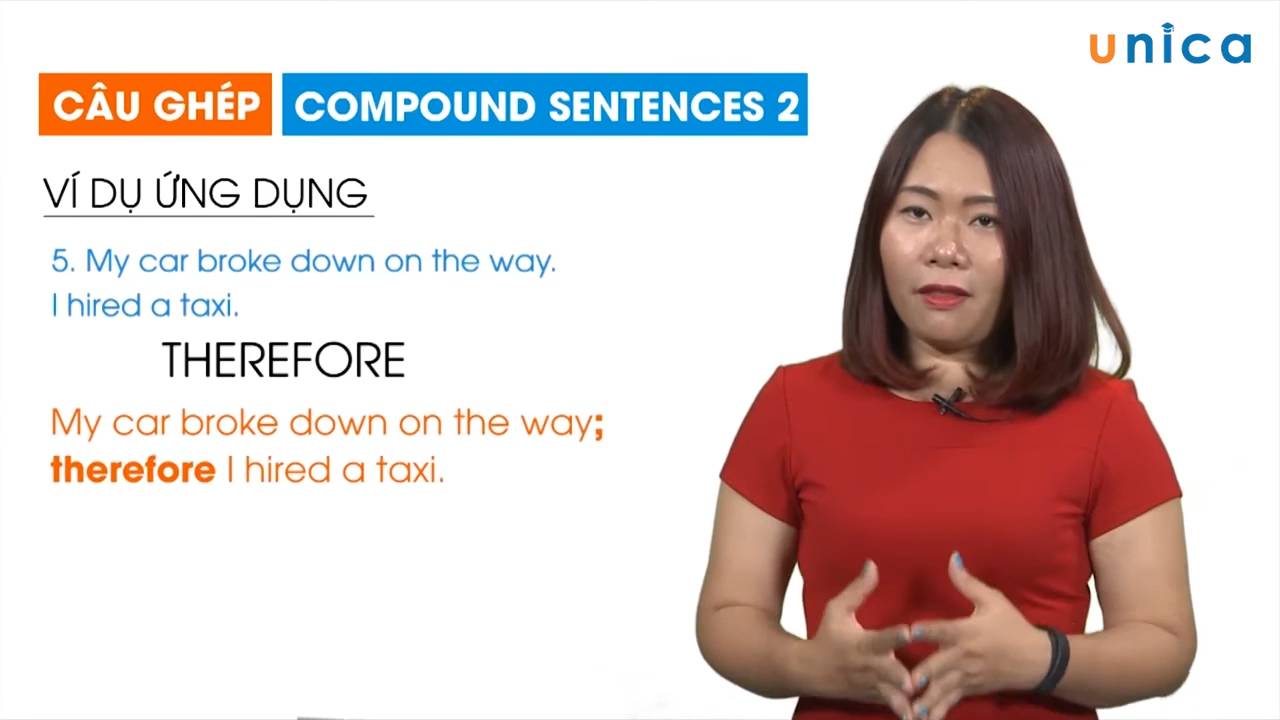 unica
CÂU GHÉP COMPOUND SENTENCES 2
VÍ DỤ ỨNG DỤNG
5. My car broke down on the way.
I hired a taxi.
THEREFORE
My car broke down on the way;
therefore I hired a taxi.